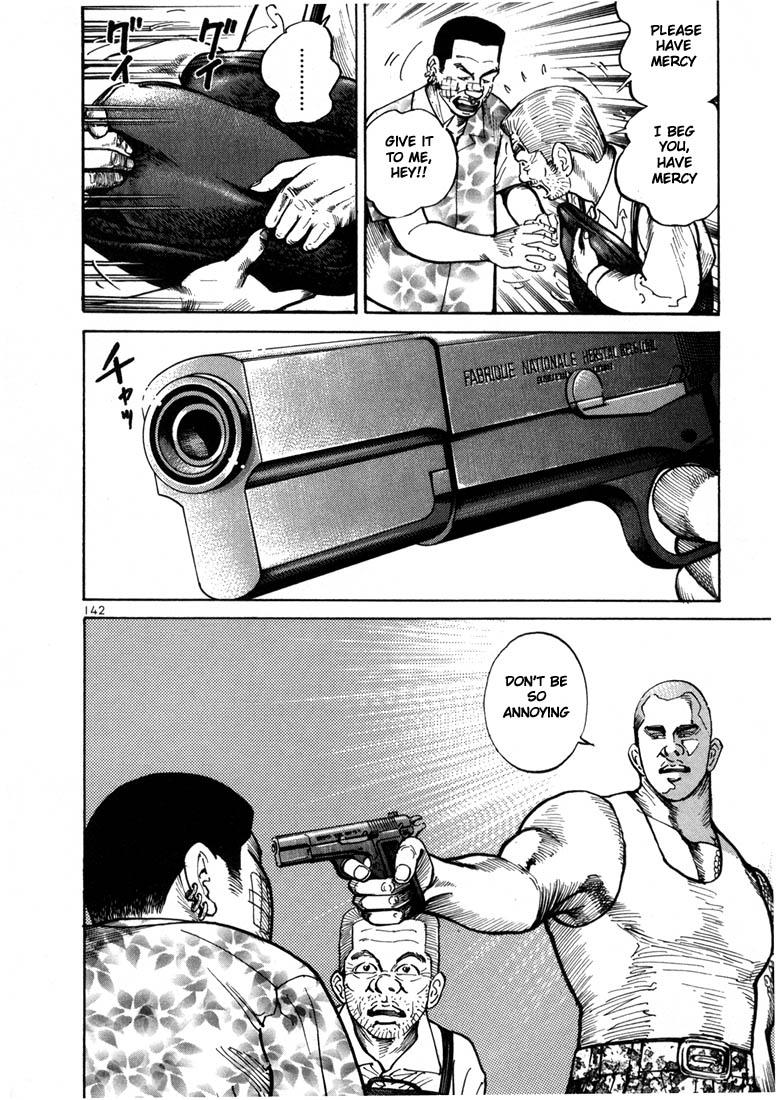 PLEASE
HAVE
MERCY
I BEG
YOU,
HAVE
MERCY
GIVE IT
TO ME,
HEY!!
グイ
グイ
………
チャッ
FABRIQUE NATIONALE HERSTAL BELGIUM
142
DON'T BE
SO
ANNOYING